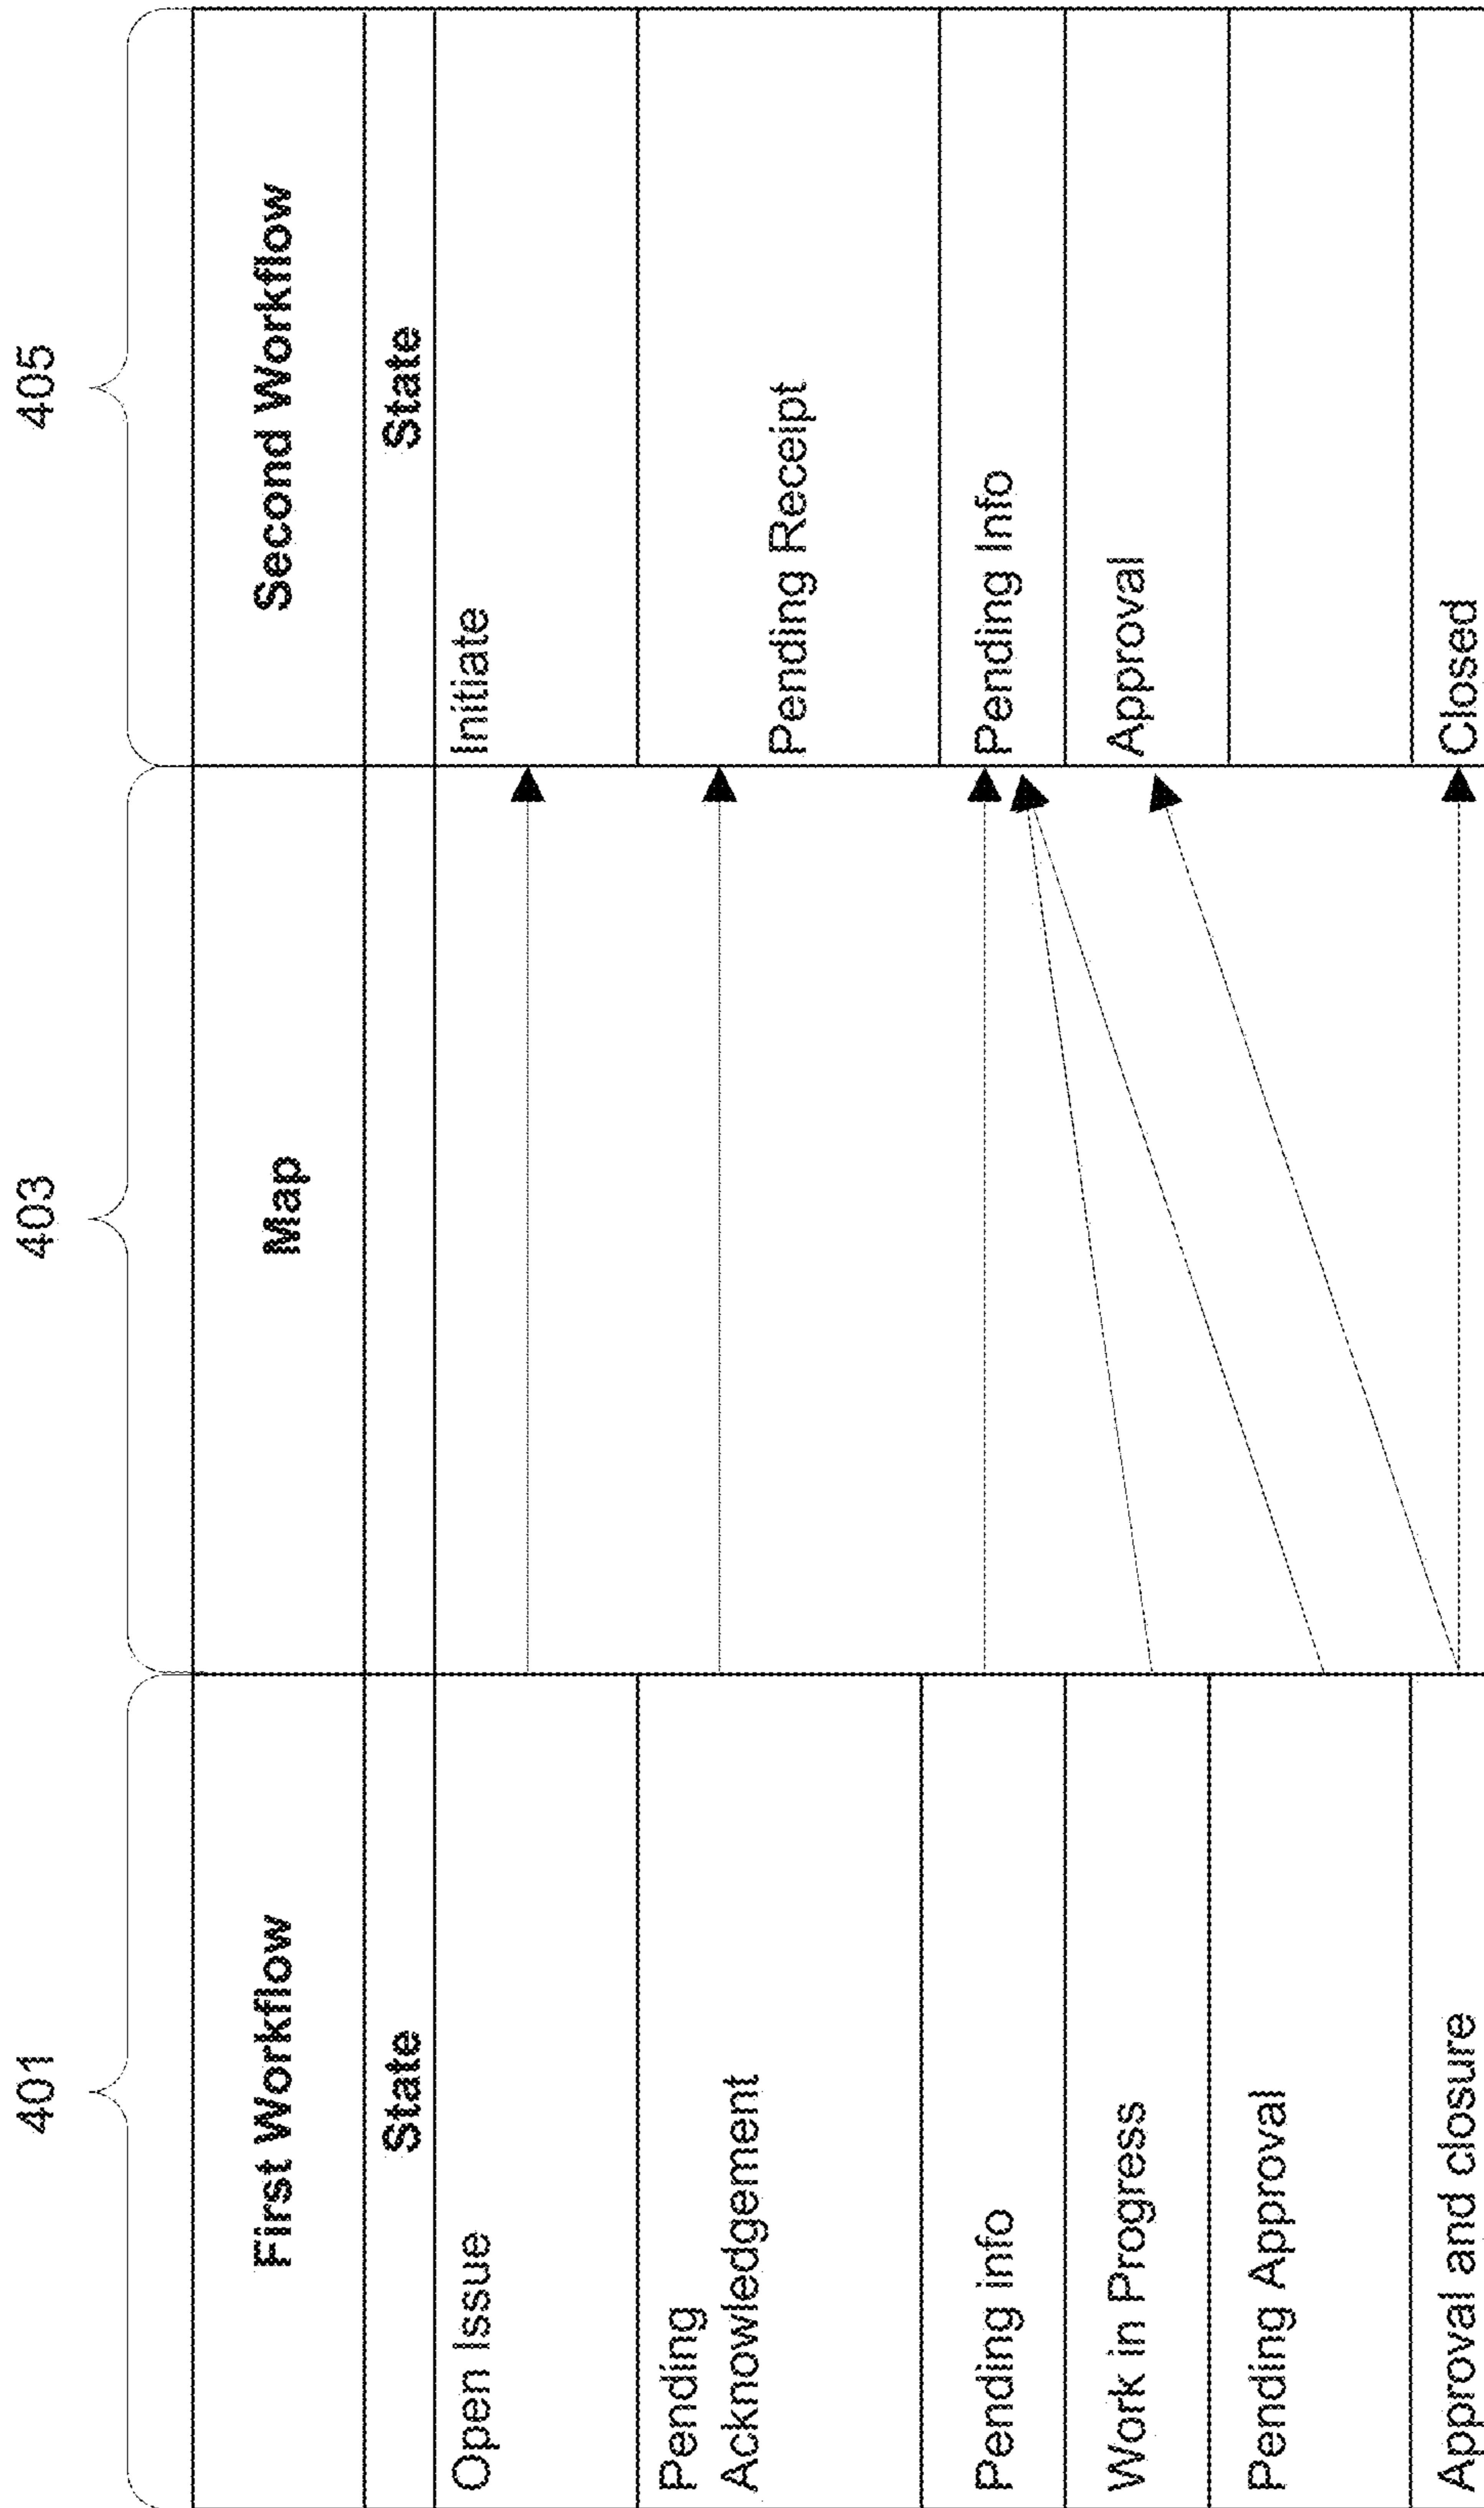 401
403
405
First Workflow
Map
Second Workflow
State
State
Open Issue
Initiate
Pending
Acknowledgement
Pending Receipt
Pending info
Pending Info
Work in Progress
Approval
Pending Approval
Approval and closure
Closed